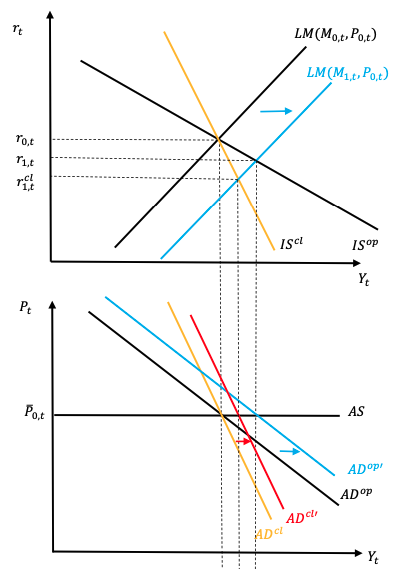 r_t
LM(M_{0,t}, P_{0,t})
LM(M_{1,t}, P_{0,t})
r_{0,t}
r_{1,t}
r_{1,t}^{cl}
IS^{cl}
IS^{op}
Y_t
P_t
P̄_{0,t}
AS
AD^{op′}
AD^{op}
AD^{cl′}
AD^{cl}
Y_t